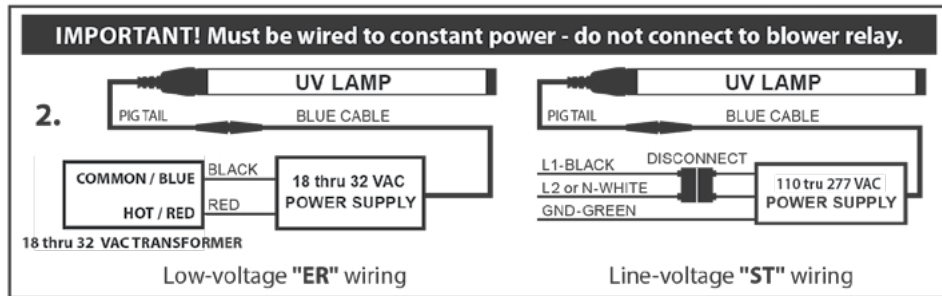 IMPORTANT! Must be wired to constant power - do not connect to blower relay.
2.
UV LAMP
PIGTAIL
BLUE CABLE
COMMON / BLUE
HOT / RED
BLACK
RED
18 thru 32 VAC
POWER SUPPLY
18 thru 32 VAC TRANSFORMER
Low-voltage "ER" wiring
UV LAMP
PIGTAIL
BLUE CABLE
L1-BLACK
DISCONNECT
L2 or N-WHITE
GND-GREEN
110 tru 277 VAC
POWER SUPPLY
Line-voltage "ST" wiring